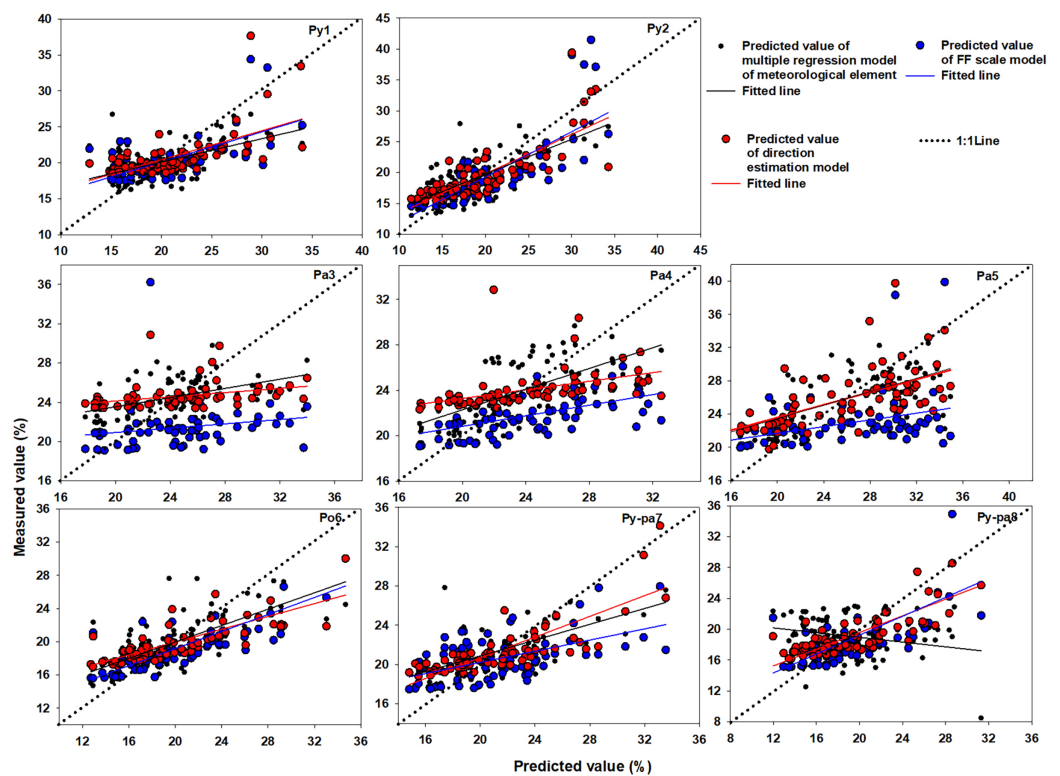 Py1
40
35
30
25
20
15
10
10 15 20 25 30 35 40
Py2
45
40
35
30
25
20
15
10
10 15 20 25 30 35 40 45
Predicted value of
multiple regression model
of meteorological element
Fitted line
Predicted value
of FF scale model
Fitted line
Predicted value
of direction
estimation model
Fitted line
1:1Line
Pa3
36
32
28
24
20
16
16 20 24 28 32 36
Pa4
32
28
24
20
16
16 20 24 28 32
Pa5
40
36
32
28
24
20
16
16 20 24 28 32 36 40
Measured value (%)
Po6
36
32
28
24
20
16
12
12 16 20 24 28 32 36
Py-pa7
36
32
28
24
20
16
16 20 24 28 32 36
Py-pa8
36
32
28
24
20
16
12
8
8 12 16 20 24 28 32 36
Predicted value (%)